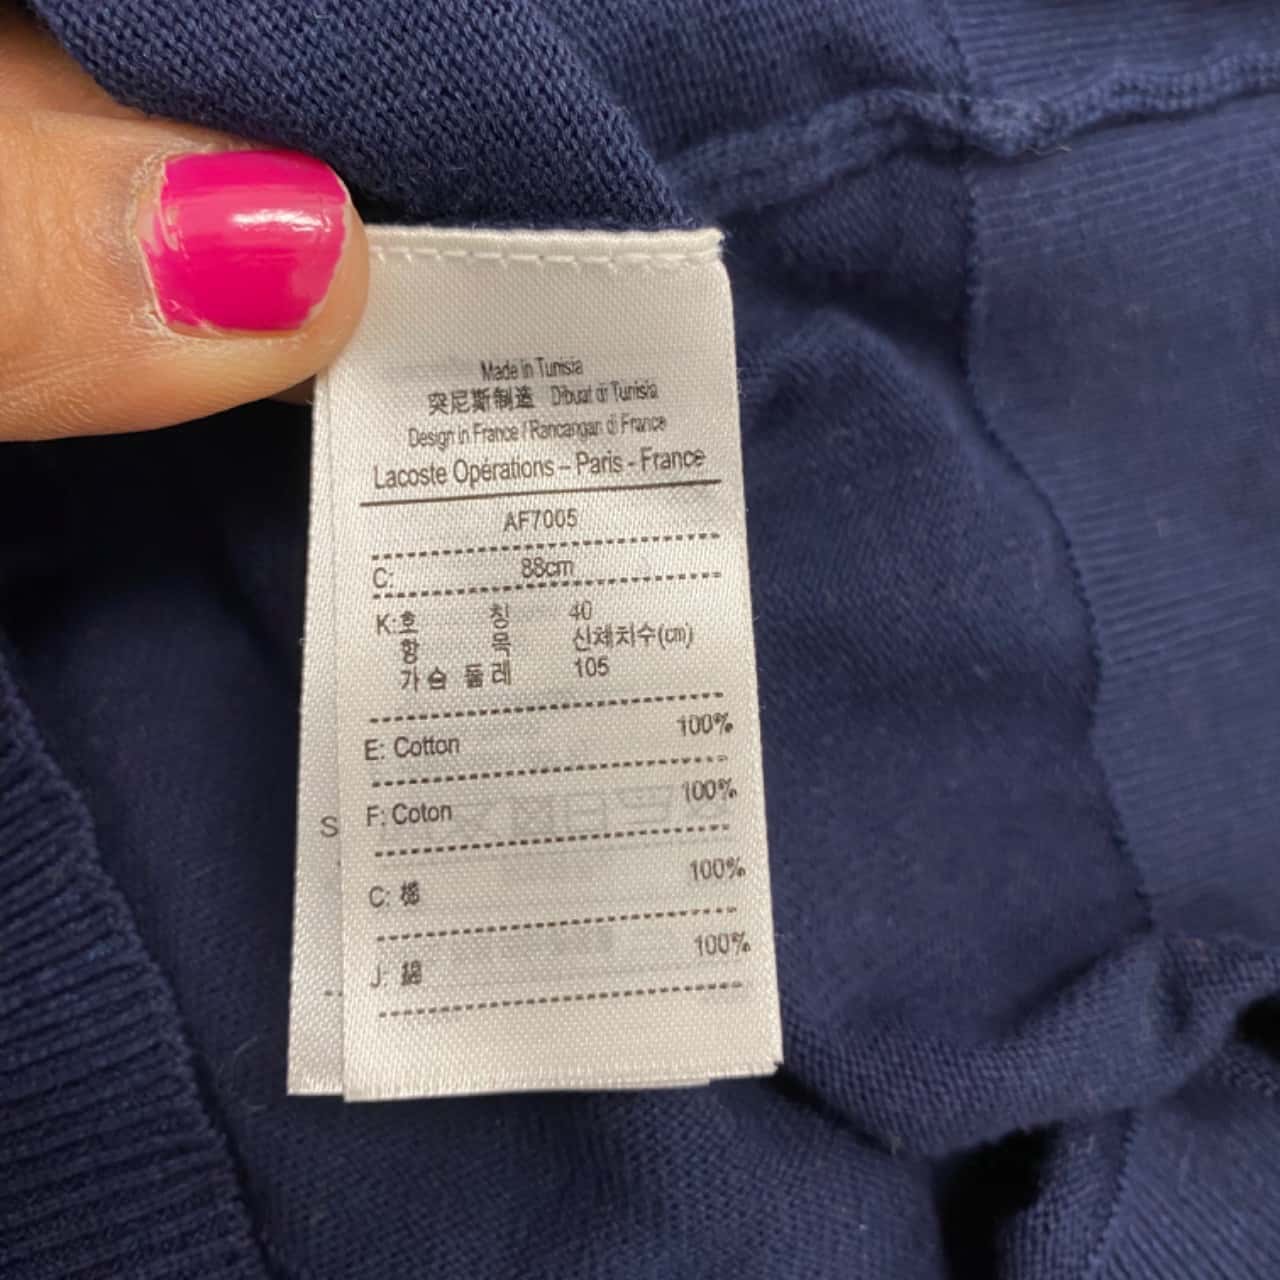 Made in Tunisia
突尼斯制造 Dibuat di Tunisia
Design in France / Rancangan di France
Lacoste Opérations – Paris - France
AF7005
C: 88cm
K:호 칭 40
항 목 신체치수(cm)
가슴 둘레 105
E: Cotton 100%
F: Coton 100%
C: 棉 100%
J: 綿 100%
S